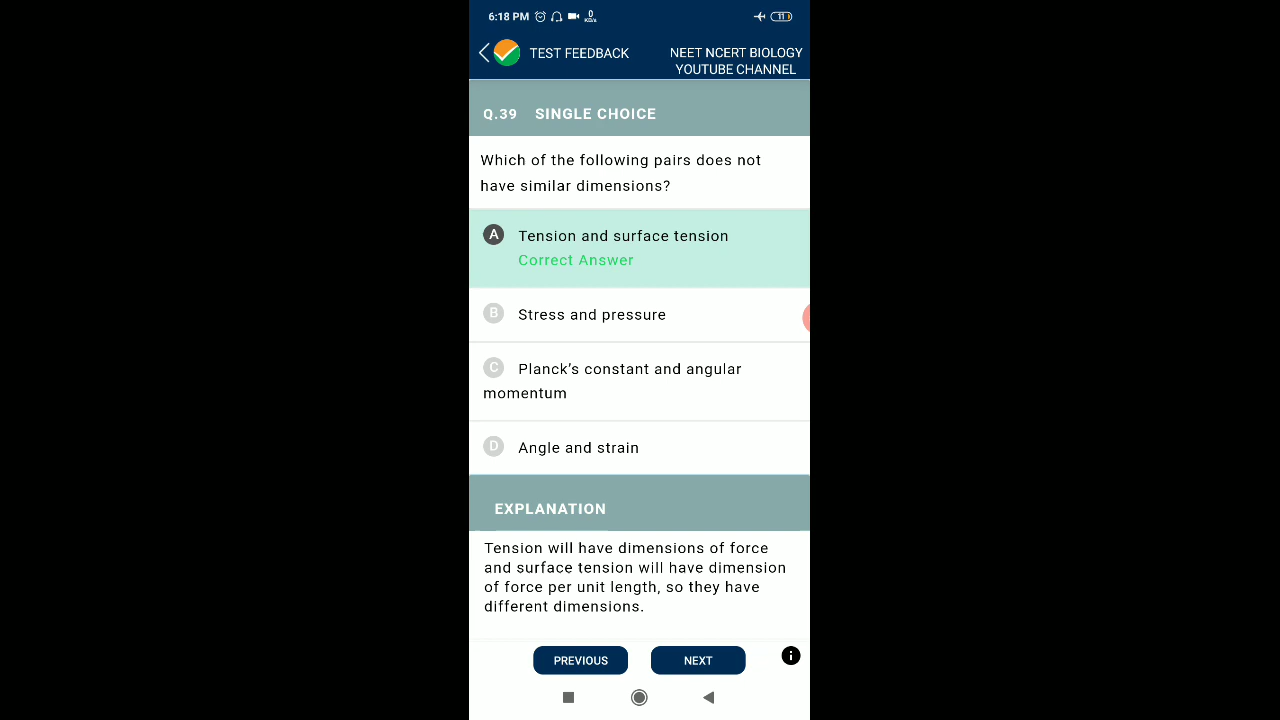 6:18 PM 0 KB/s 11
TEST FEEDBACK
NEET NCERT BIOLOGY
YOUTUBE CHANNEL
Q.39 SINGLE CHOICE
Which of the following pairs does not
have similar dimensions?
A Tension and surface tension
Correct Answer
B Stress and pressure
C Planck’s constant and angular
momentum
D Angle and strain
EXPLANATION
Tension will have dimensions of force
and surface tension will have dimension
of force per unit length, so they have
different dimensions.
PREVIOUS NEXT i